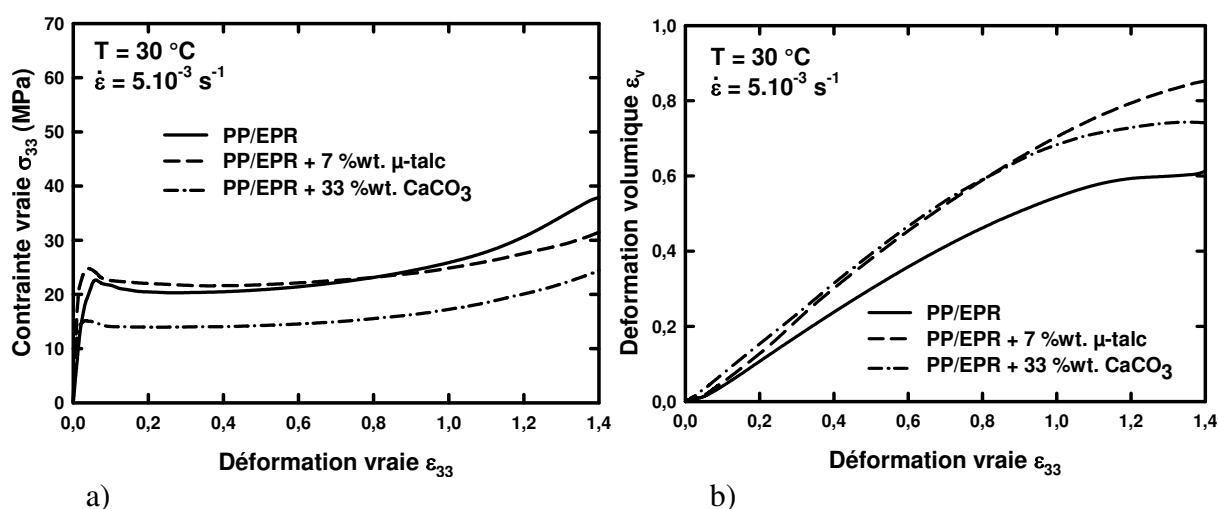 70
60
50
40
30
20
10
0
Contrainte vraie σ33 (MPa)
T = 30 °C
ε̇ = 5.10-3 s-1
PP/EPR
PP/EPR + 7 %wt. µ-talc
PP/EPR + 33 %wt. CaCO3
0,0 0,2 0,4 0,6 0,8 1,0 1,2 1,4
Déformation vraie ε33
a)
1,0
0,8
0,6
0,4
0,2
0,0
Deformation volumique εv
T = 30 °C
ε̇ = 5.10-3 s-1
PP/EPR
PP/EPR + 7 %wt. µ-talc
PP/EPR + 33 %wt. CaCO3
0,0 0,2 0,4 0,6 0,8 1,0 1,2 1,4
Déformation vraie ε33
b)